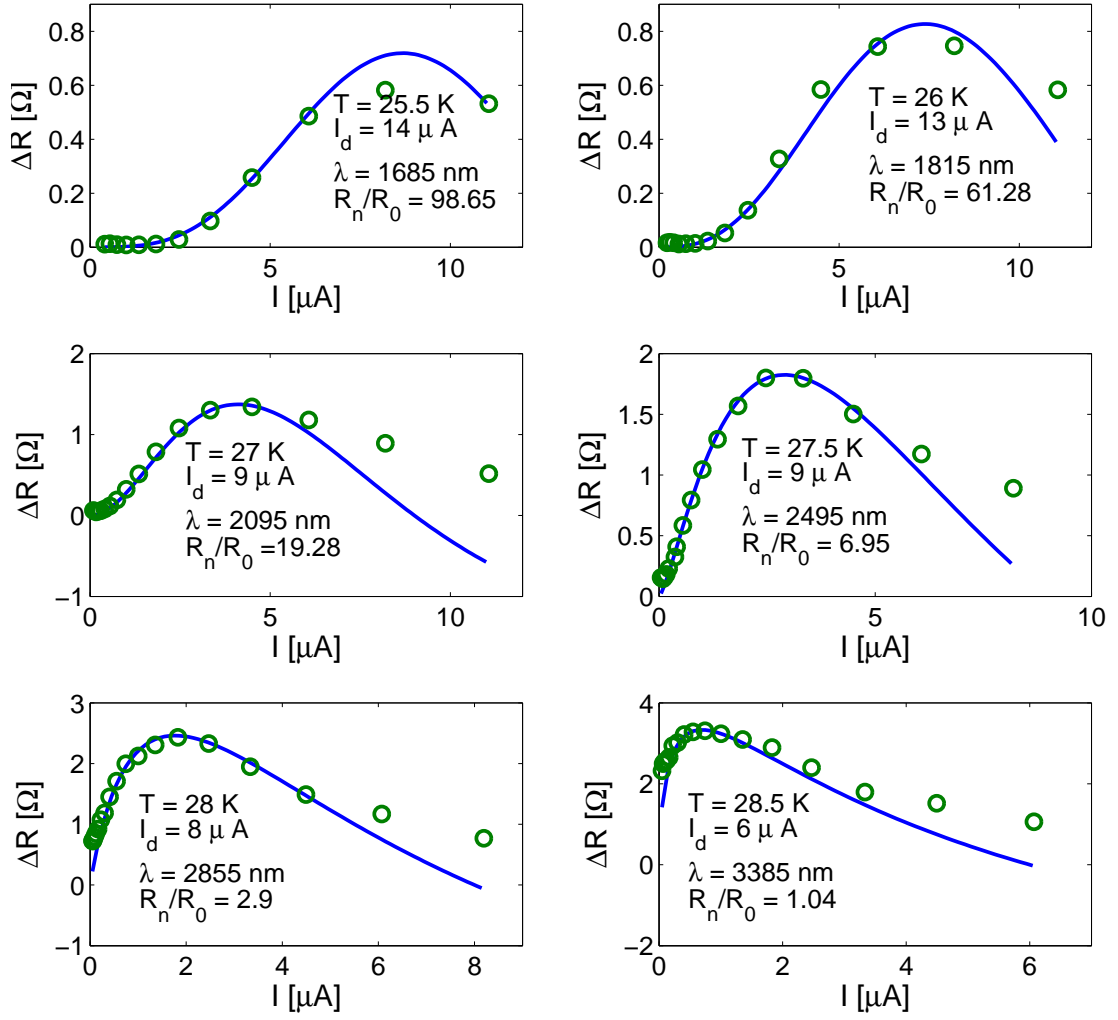 0.8
0.6
0.4
0.2
0
ΔR [Ω]
T = 25.5 K
I_d = 14 μ A
λ = 1685 nm
R_n/R_0 = 98.65
0 5 10
I [μA]
0.8
0.6
0.4
0.2
0
ΔR [Ω]
T = 26 K
I_d = 13 μ A
λ = 1815 nm
R_n/R_0 = 61.28
0 5 10
I [μA]
2
1
0
−1
ΔR [Ω]
T = 27 K
I_d = 9 μ A
λ = 2095 nm
R_n/R_0 =19.28
0 5 10
I [μA]
2
1.5
1
0.5
0
ΔR [Ω]
T = 27.5 K
I_d = 9 μ A
λ = 2495 nm
R_n/R_0 = 6.95
0 5 10
I [μA]
3
2
1
0
−1
ΔR [Ω]
T = 28 K
I_d = 8 μ A
λ = 2855 nm
R_n/R_0 = 2.9
0 2 4 6 8
I [μA]
4
2
0
−2
ΔR [Ω]
T = 28.5 K
I_d = 6 μ A
λ = 3385 nm
R_n/R_0 = 1.04
0 2 4 6
I [μA]